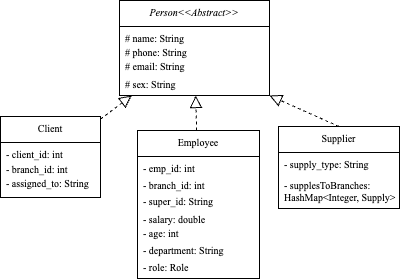 Person<<Abstract>>
# name: String
# phone: String
# email: String
# sex: String
Client
- client_id: int
- branch_id: int
- assigned_to: String
Employee
- emp_id: int
- branch_id: int
- super_id: String
- salary: double
- age: int
- department: String
- role: Role
Supplier
- supply_type: String
- supplesToBranches:
HashMap<Integer, Supply>